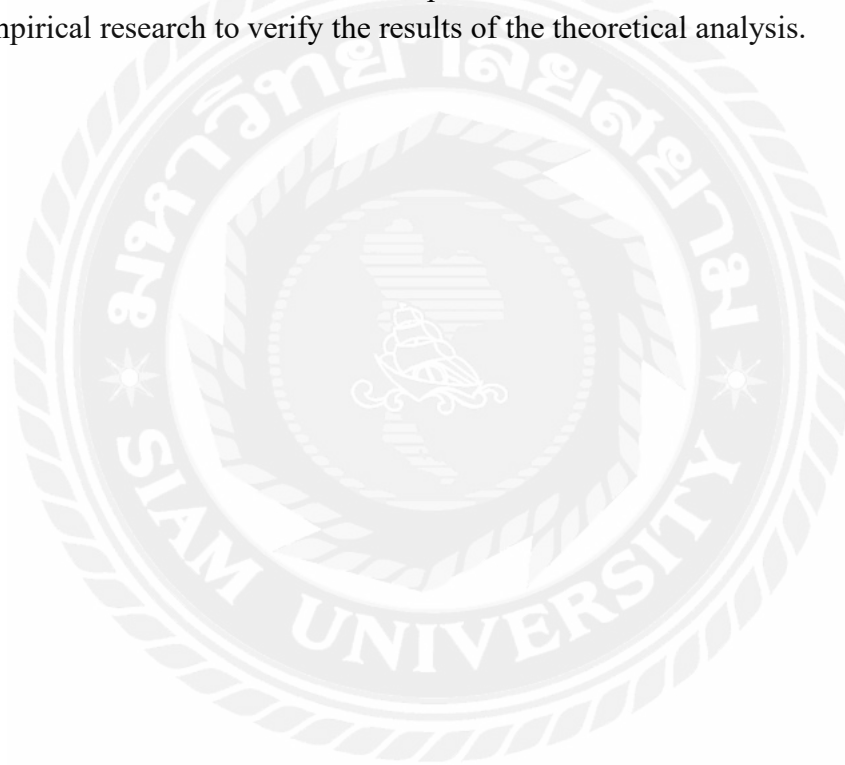 mpirical research to verify the results of the theoretical analysis.
มหาวิทยาลัยสยาม
SIAM UNIVERSITY